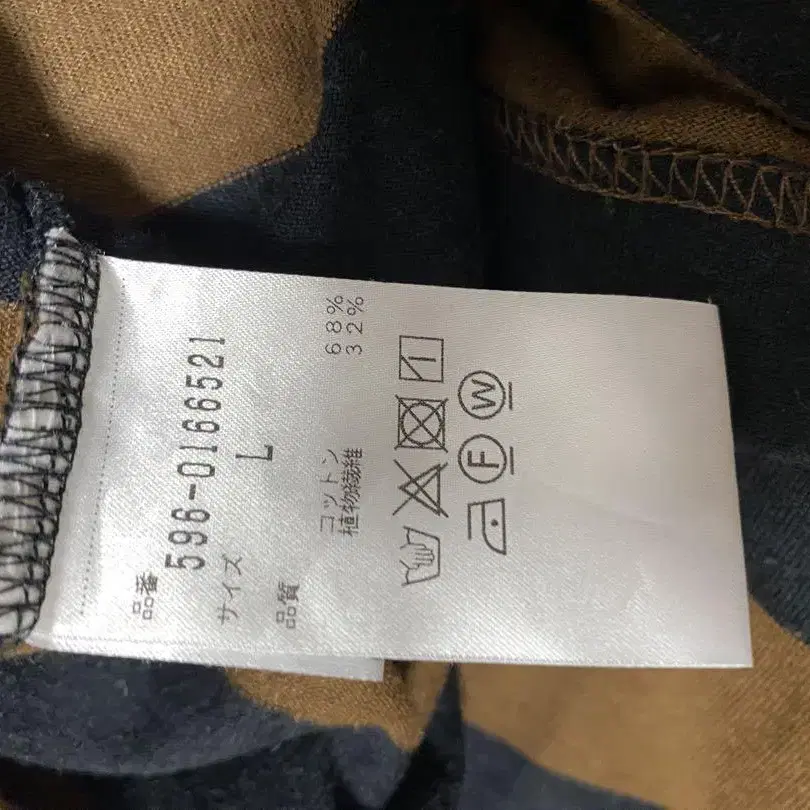 品番
596-0166521
サイズ L
品質
コットン 68%
植物繊維 32%
F W